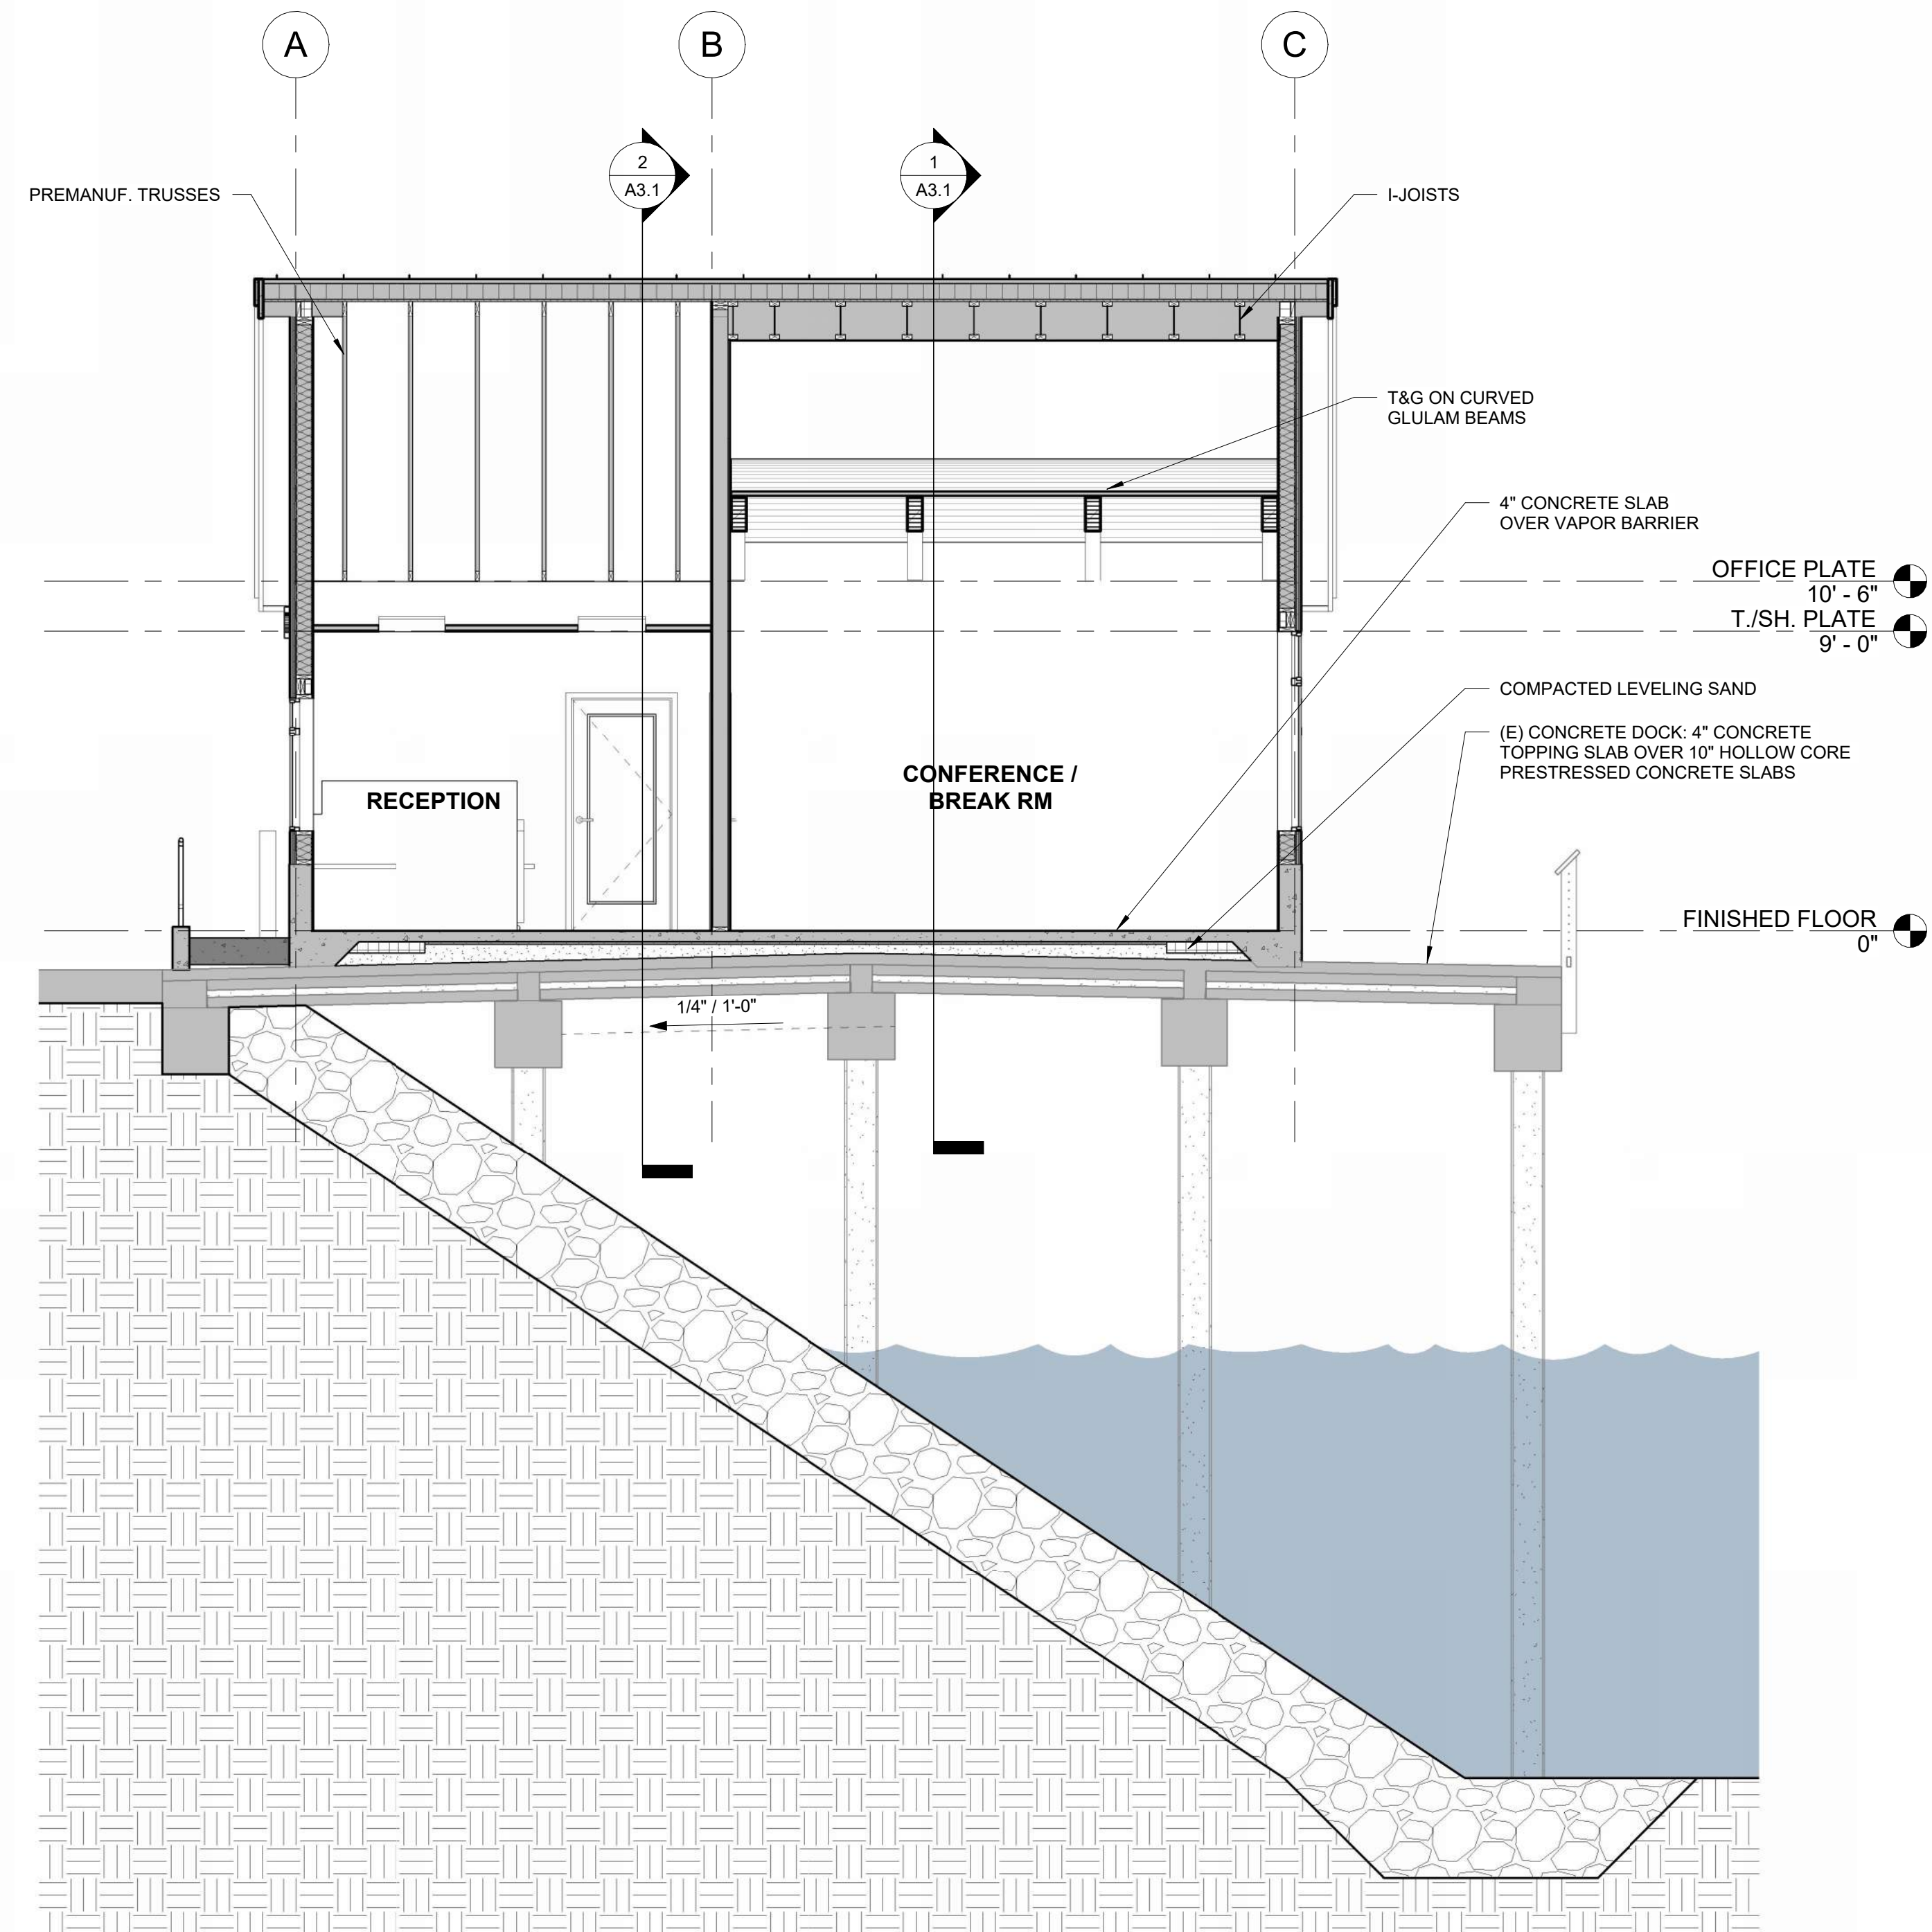 A
B
C
2
A3.1
1
A3.1
PREMANUF. TRUSSES
I-JOISTS
T&G ON CURVED
GLULAM BEAMS
4" CONCRETE SLAB
OVER VAPOR BARRIER
OFFICE PLATE
10' - 6"
T./SH. PLATE
9' - 0"
COMPACTED LEVELING SAND
(E) CONCRETE DOCK: 4" CONCRETE
TOPPING SLAB OVER 10" HOLLOW CORE
PRESTRESSED CONCRETE SLABS
RECEPTION
CONFERENCE /
BREAK RM
FINISHED FLOOR
0"
1/4" / 1'-0"